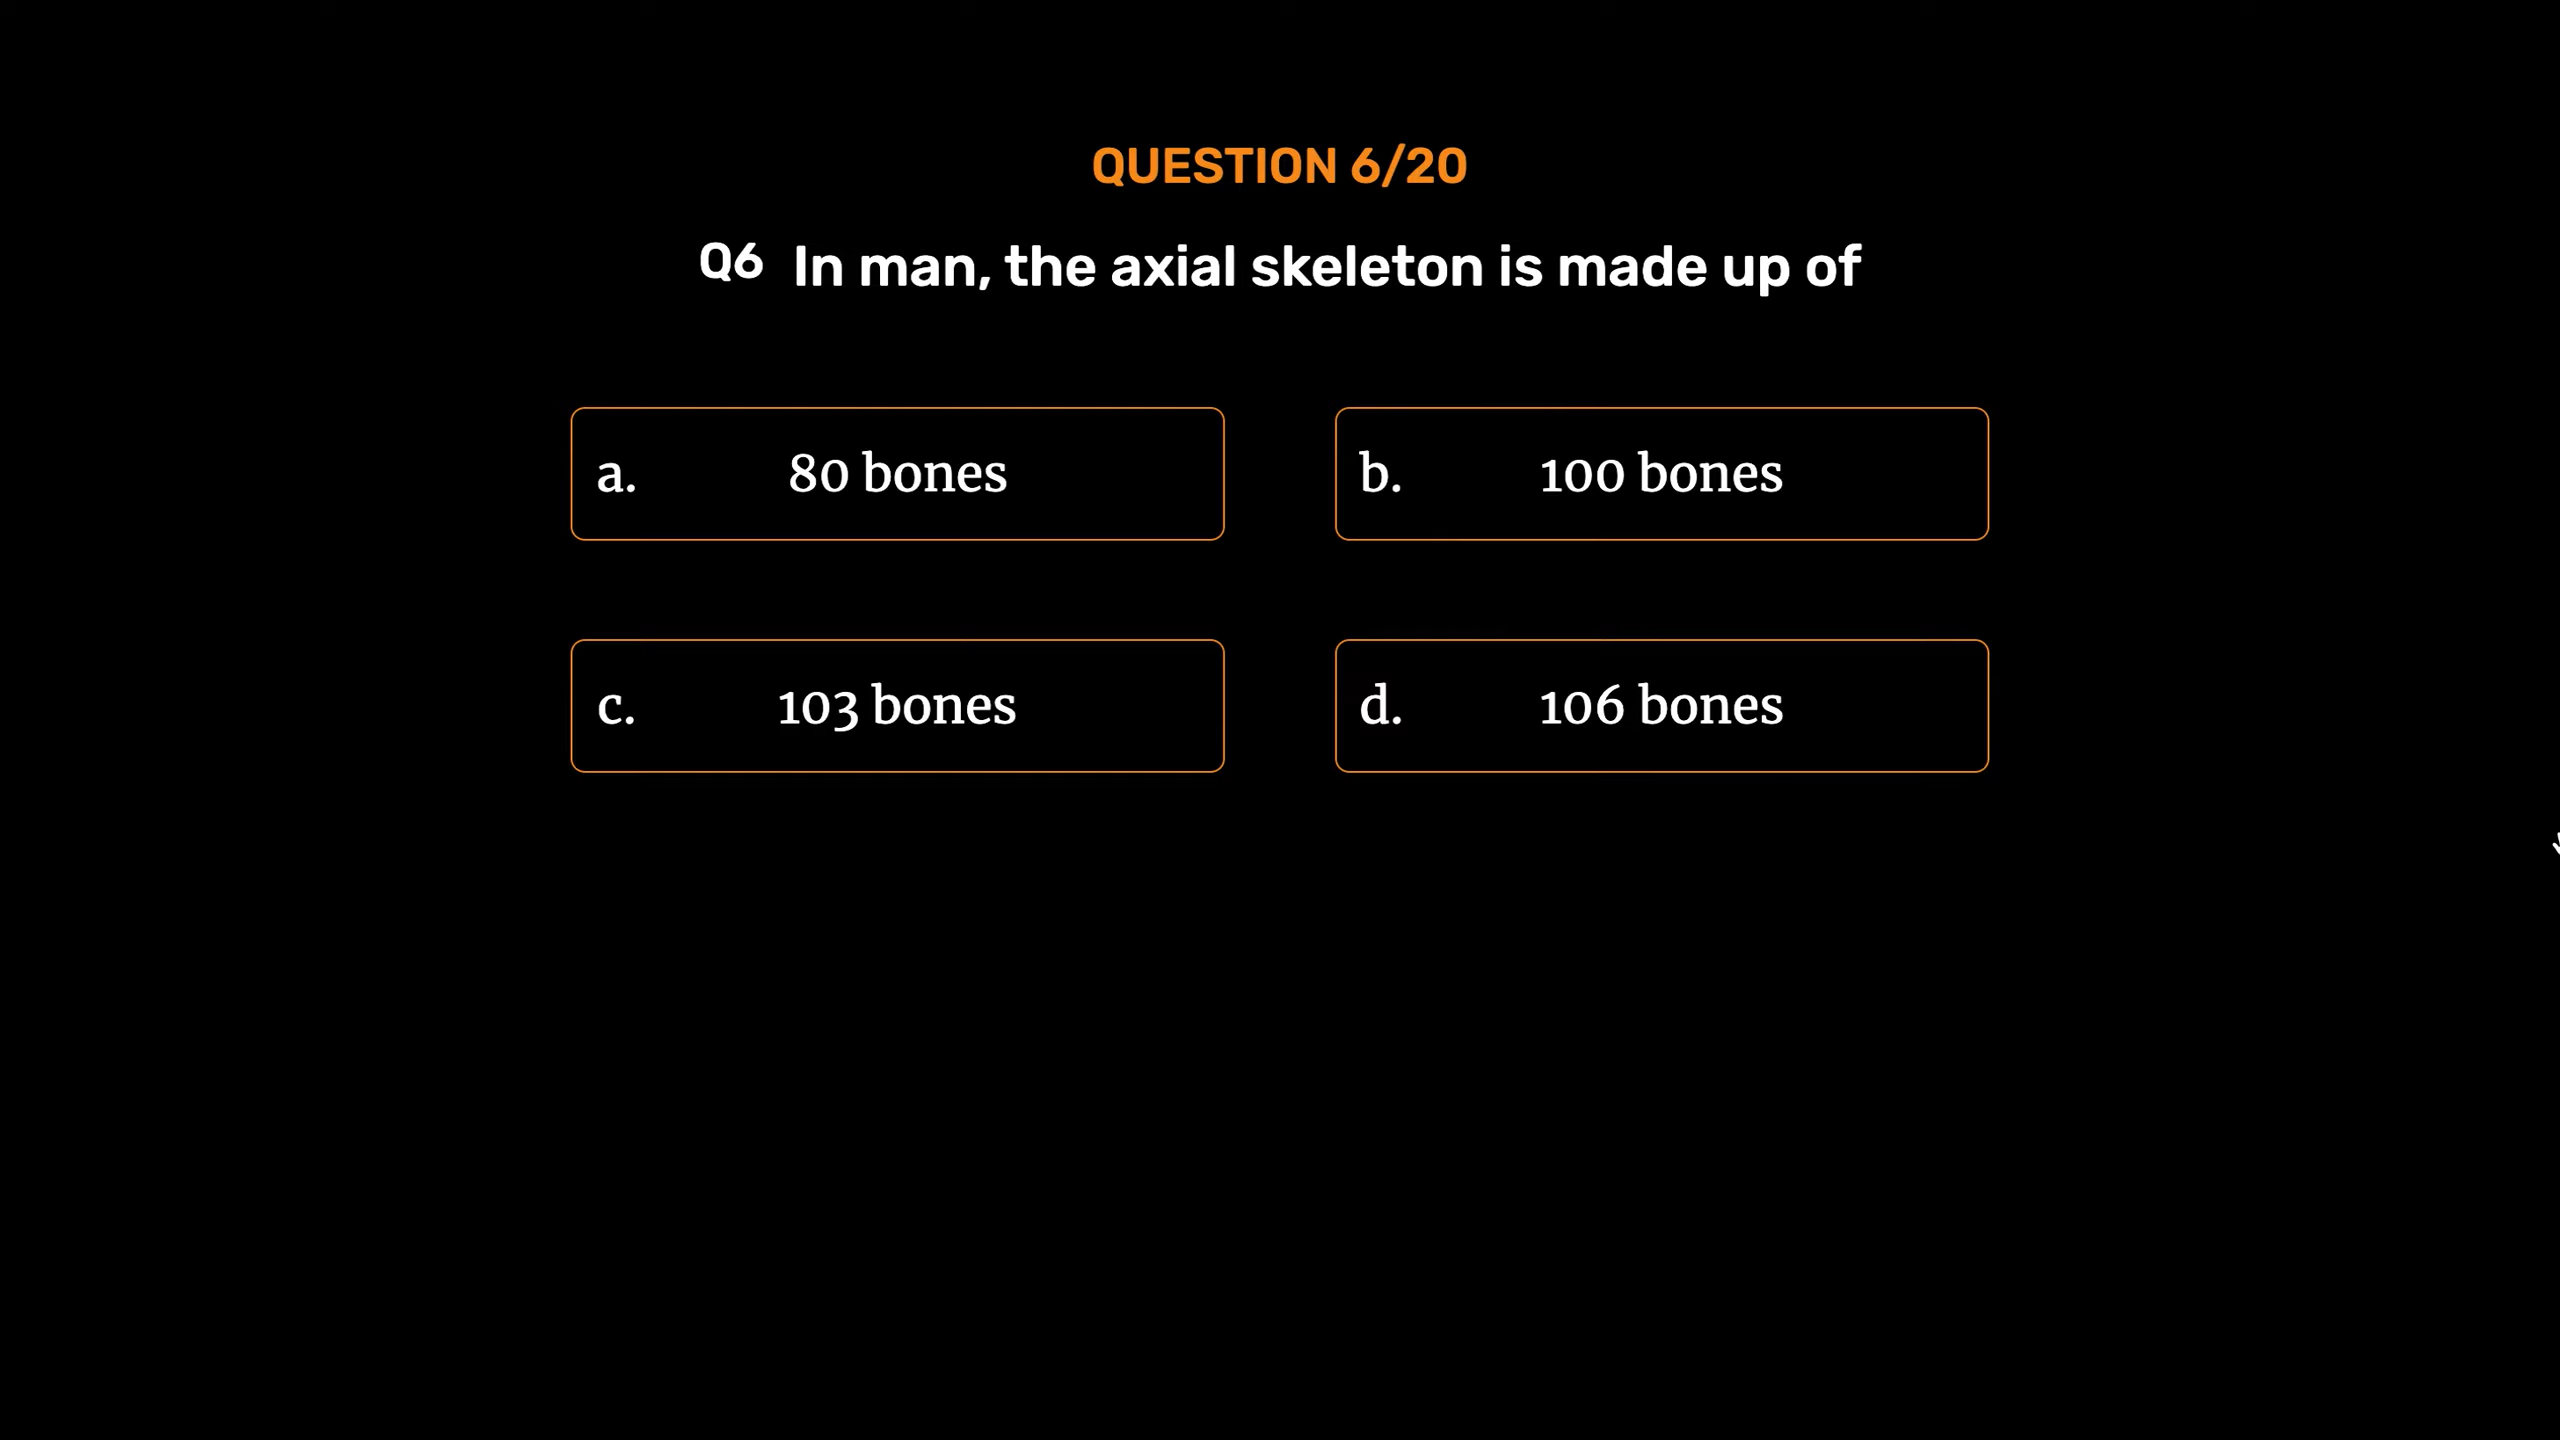 QUESTION 6/20
Q6 In man, the axial skeleton is made up of
a. 80 bones
b. 100 bones
c. 103 bones
d. 106 bones